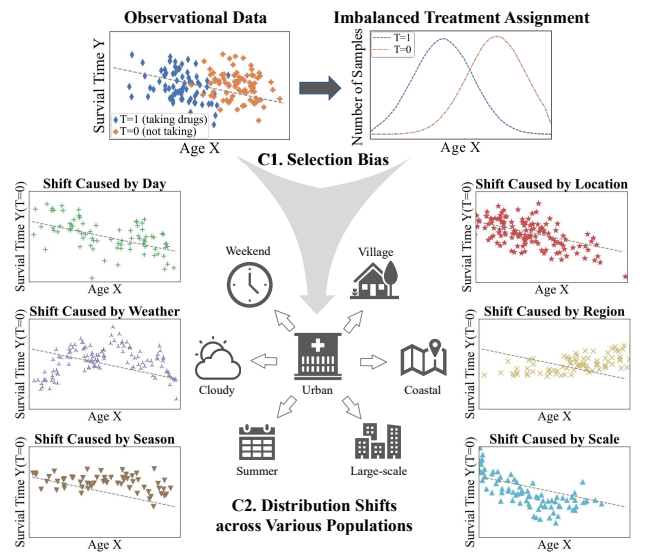 Observational Data
Imbalanced Treatment Assignment
Survial Time Y
T=1 (taking drugs)
T=0 (not taking)
Age X
Number of Samples
T=1
T=0
Age X
C1. Selection Bias
Shift Caused by Day
Survial Time Y(T=0)
Age X
Shift Caused by Location
Survial Time Y(T=0)
Age X
Weekend
Village
Shift Caused by Weather
Survial Time Y(T=0)
Age X
Shift Caused by Region
Survial Time Y(T=0)
Age X
Cloudy
Urban
Coastal
Shift Caused by Season
Survial Time Y(T=0)
Age X
Shift Caused by Scale
Survial Time Y(T=0)
Age X
Summer
Large-scale
C2. Distribution Shifts
across Various Populations